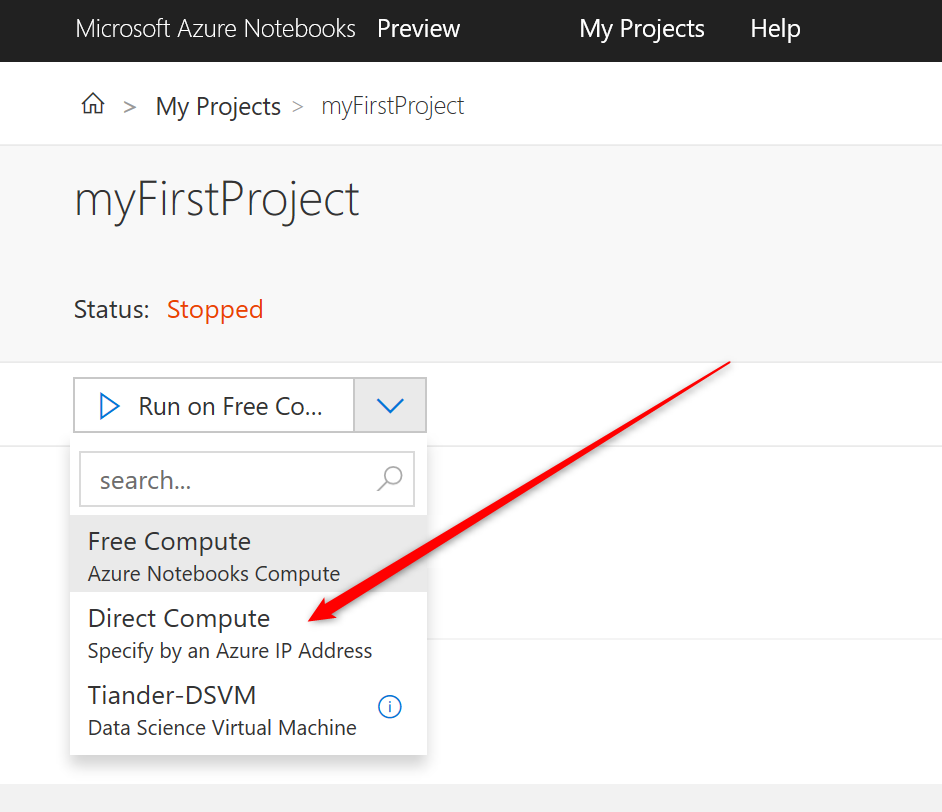 Microsoft Azure Notebooks Preview My Projects Help
> My Projects > myFirstProject
myFirstProject
Status: Stopped
Run on Free Co...
search...
Free Compute
Azure Notebooks Compute
Direct Compute
Specify by an Azure IP Address
Tiander-DSVM
Data Science Virtual Machine